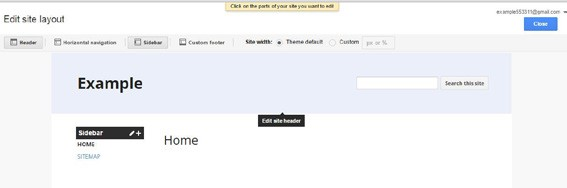 Click on the parts of your site you want to edit
example553311@gmail.com
Edit site layout
Close
Header Horizontal navigation Sidebar Custom footer Site width: Theme default Custom px or %
Example
Search this site
Edit site header
Sidebar
Home
HOME
SITEMAP